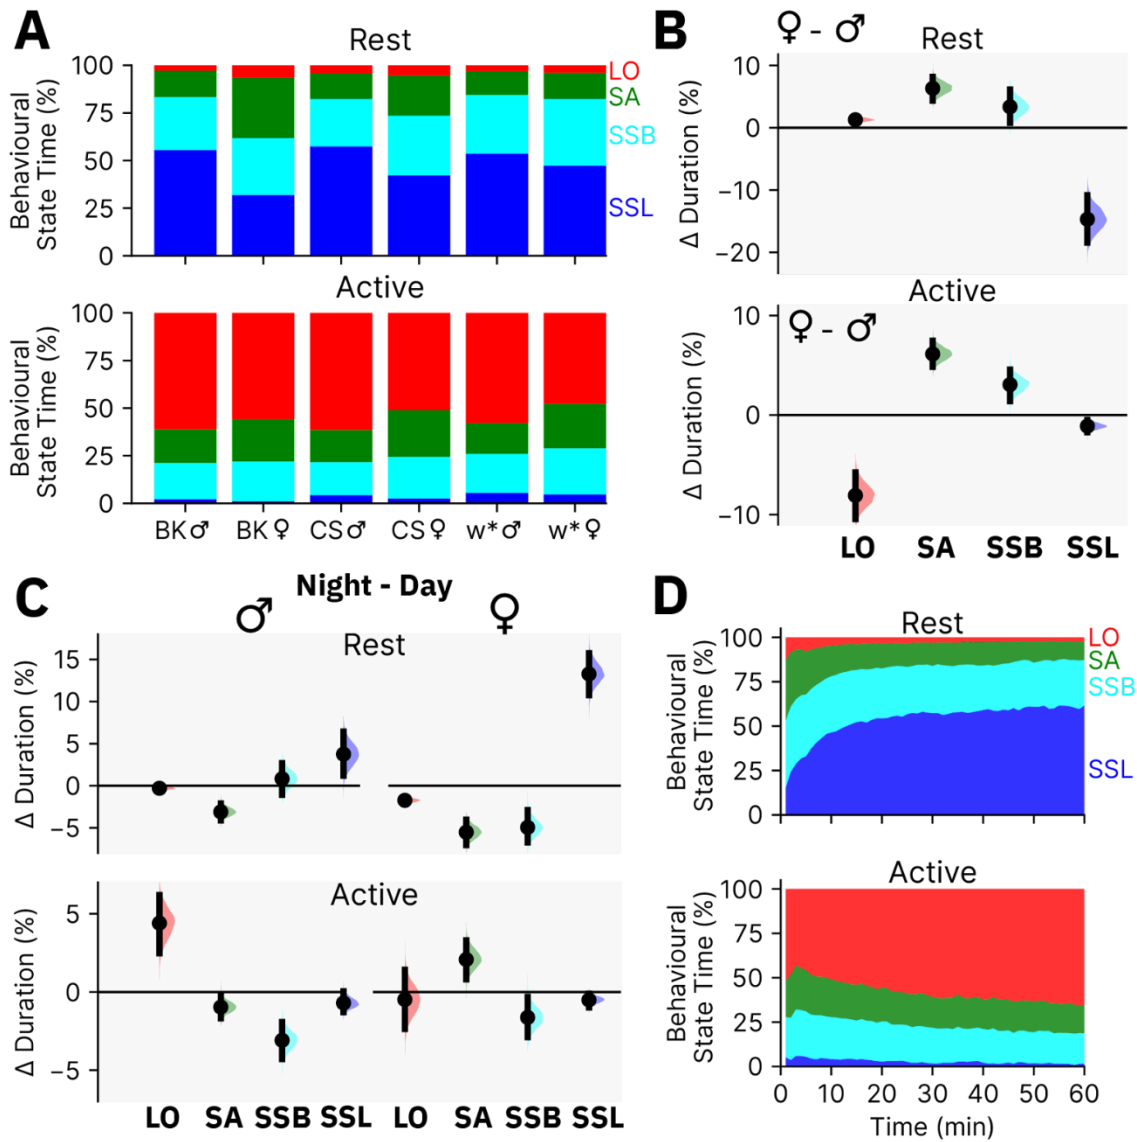 A
Rest
Behavioural
State Time (%)
100
75
50
25
0
LO
SA
SSB
SSL
Active
Behavioural
State Time (%)
100
75
50
25
0
BK♂ BK♀ CS♂ CS♀ w*♂ w*♀
B
♀ - ♂
Rest
Δ Duration (%)
10
0
−10
−20
Active
♀ - ♂
Δ Duration (%)
10
0
−10
LO SA SSB SSL
C
Night - Day
♂ ♀
Rest
Δ Duration (%)
15
10
5
0
−5
Active
Δ Duration (%)
5
0
−5
LO SA SSB SSL LO SA SSB SSL
D
Rest
Behavioural
State Time (%)
100
75
50
25
0
LO
SA
SSB
SSL
Active
Behavioural
State Time (%)
100
75
50
25
0
0 10 20 30 40 50 60
Time (min)